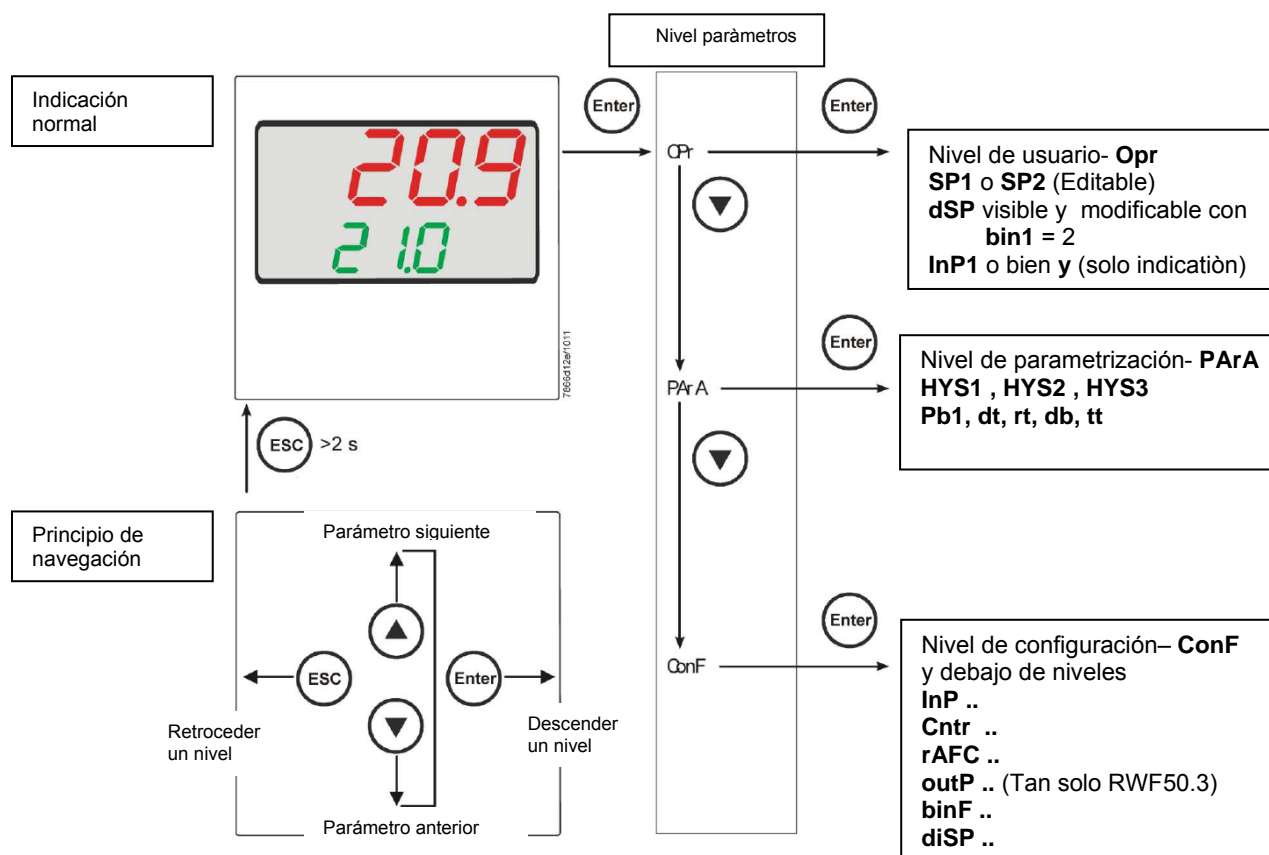 Nivel paràmetros
Indicación
normal
20.9
21.0
7866d12e/1011
Enter
Enter
OPr
Nivel de usuario- Opr
SP1 o SP2 (Editable)
dSP visible y modificable con
bin1 = 2
InP1 o bien y (solo indicatiòn)
Enter
PArA
Nivel de parametrización- PArA
HYS1 , HYS2 , HYS3
Pb1, dt, rt, db, tt
ESC >2 s
Principio de
navegación
Parámetro siguiente
ESC
Enter
Retroceder
un nivel
Descender
un nivel
Parámetro anterior
Enter
ConF
Nivel de configuración– ConF
y debajo de niveles
InP ..
Cntr ..
rAFC ..
outP .. (Tan solo RWF50.3)
binF ..
diSP ..